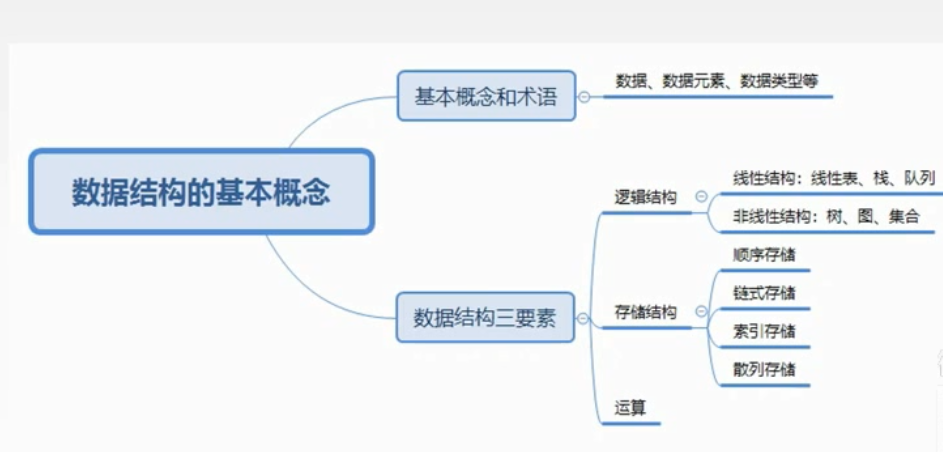 数据结构的基本概念
基本概念和术语
数据、数据元素、数据类型等
数据结构三要素
逻辑结构
线性结构：线性表、栈、队列
非线性结构：树、图、集合
存储结构
顺序存储
链式存储
索引存储
散列存储
运算